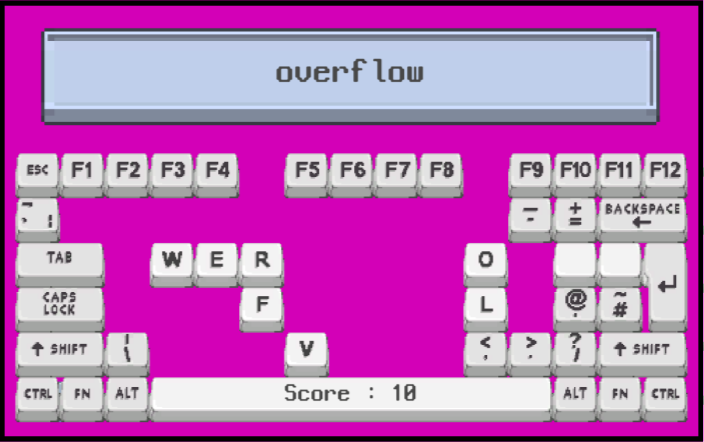 overflow
ESC F1 F2 F3 F4 F5 F6 F7 F8 F9 F10 F11 F12
¬ ` ¦ - + = BACKSPACE ←
TAB W E R O ↵
CAPS LOCK F L @ ' ~ #
↑ SHIFT ¦ \ V < , > . ? / ↑ SHIFT
CTRL FN ALT Score : 10 ALT FN CTRL